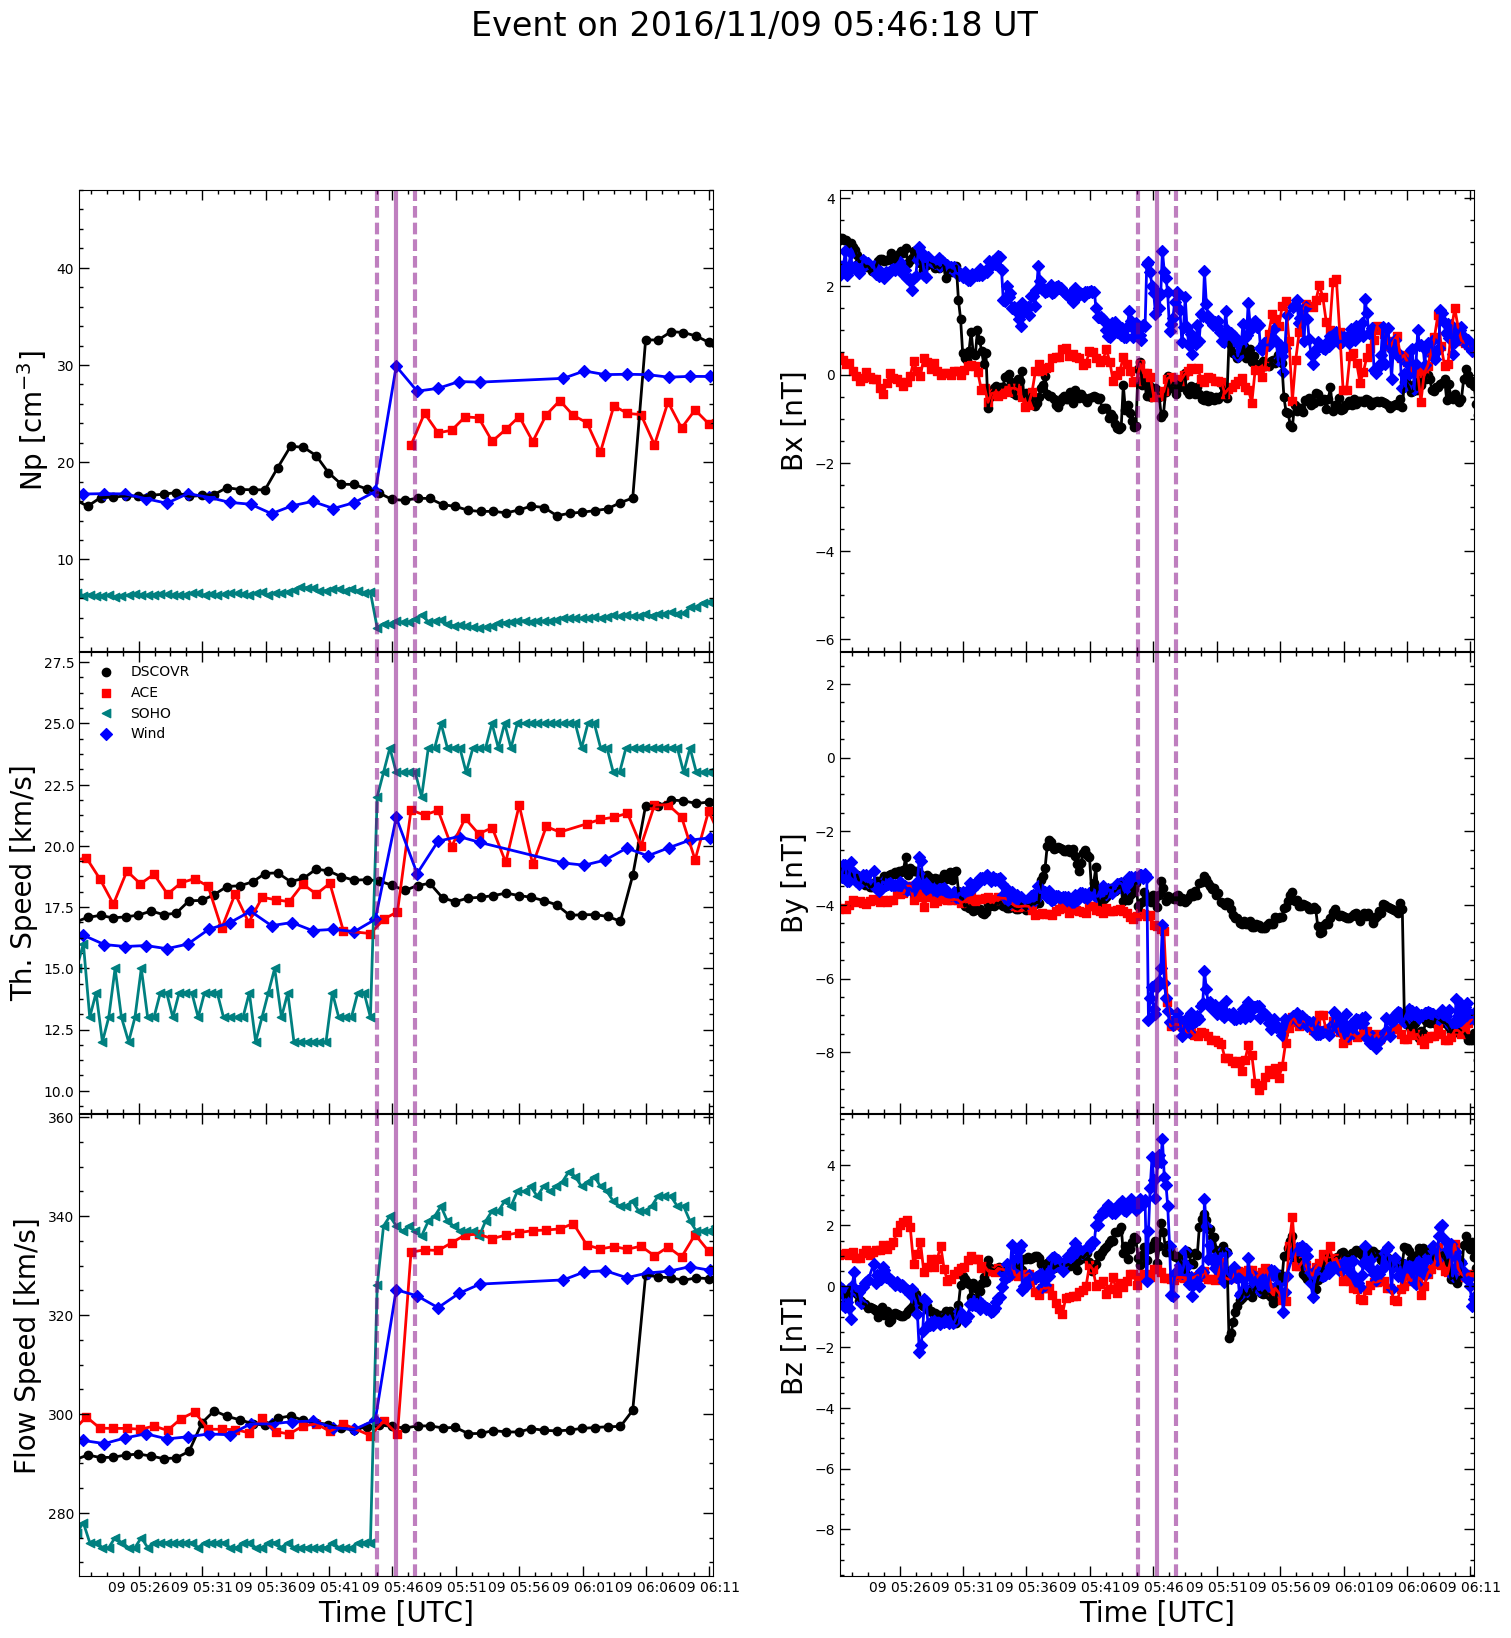 Event on 2016/11/09 05:46:18 UT
Np [cm⁻³]
40
30
20
10
Th. Speed [km/s]
27.5
25.0
22.5
20.0
17.5
15.0
12.5
10.0
DSCOVR
ACE
SOHO
Wind
Flow Speed [km/s]
360
340
320
300
280
09 05:26 09 05:31 09 05:36 09 05:41 09 05:46 09 05:51 09 05:56 09 06:01 09 06:06 09 06:11
Time [UTC]
Bx [nT]
4
2
0
−2
−4
−6
By [nT]
2
0
−2
−4
−6
−8
Bz [nT]
4
2
0
−2
−4
−6
−8
09 05:26 09 05:31 09 05:36 09 05:41 09 05:46 09 05:51 09 05:56 09 06:01 09 06:06 09 06:11
Time [UTC]